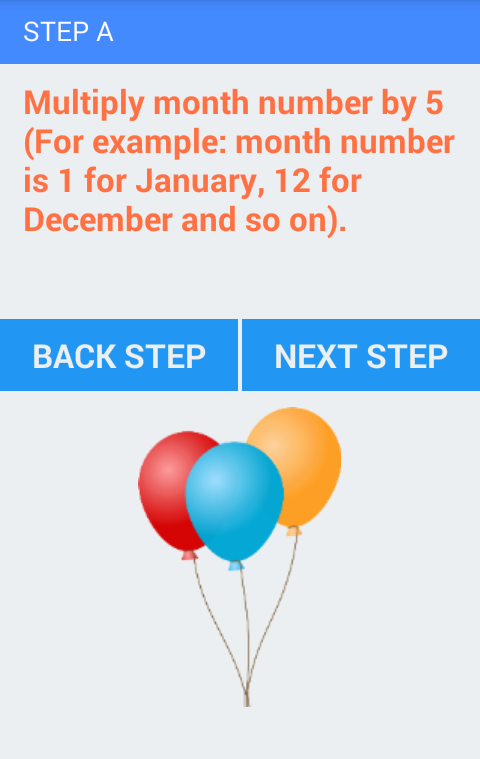 STEP A
Multiply month number by 5
(For example: month number
is 1 for January, 12 for
December and so on).
BACK STEP
NEXT STEP